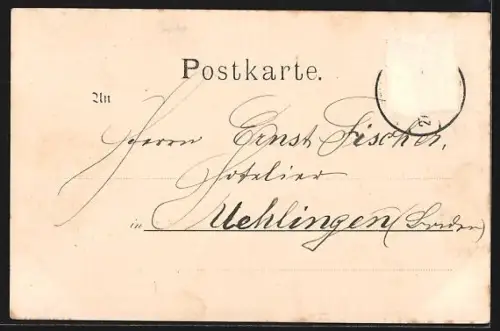 Postkarte.
An
Herrn Ernst Fischer,
Hotelier
in Uehlingen (Baden)